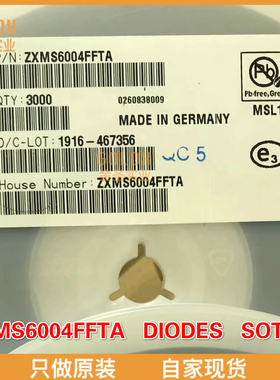 P/N: ZXMS6004FFTA
QTY: 3000
0260838009
Pb-free, Green
MADE IN GERMANY
MSL1
D/C-LOT: 1916-467356
QC 5
e3
House Number: ZXMS6004FFTA
MS6004FFTA DIODES SOT
只做原装 自家现货